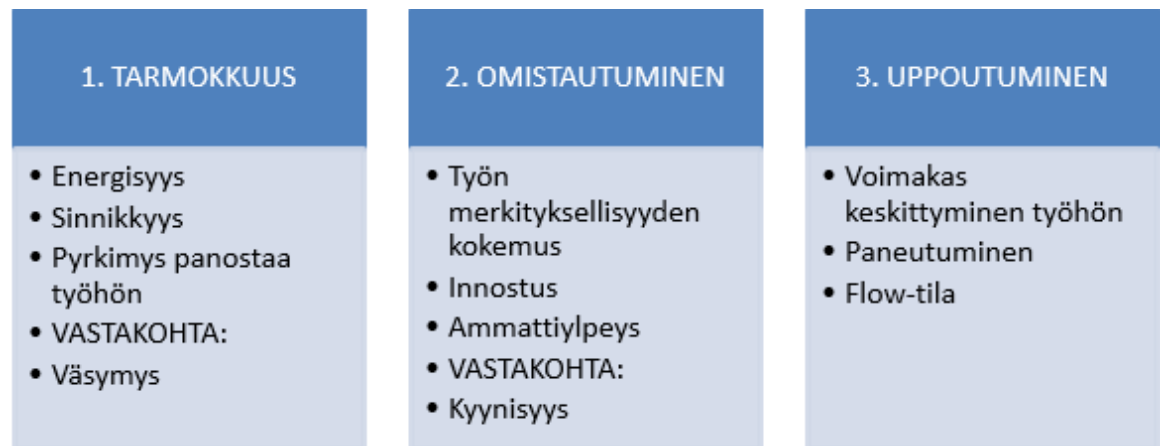 1. TARMOKKUUS
• Energisyys
• Sinnikkyys
• Pyrkimys panostaa
työhön
• VASTAKOHTA:
• Väsymys
2. OMISTAUTUMINEN
• Työn
merkityksellisyyden
kokemus
• Innostus
• Ammattiylpeys
• VASTAKOHTA:
• Kyynisyys
3. UPPOUTUMINEN
• Voimakas
keskittyminen työhön
• Paneutuminen
• Flow-tila